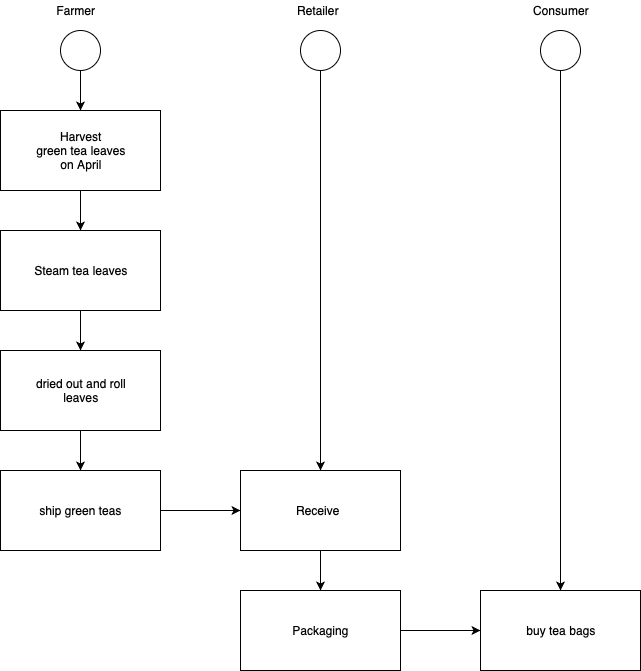 Farmer
Retailer
Consumer
Harvest
green tea leaves
on April
Steam tea leaves
dried out and roll
leaves
ship green teas
Receive
Packaging
buy tea bags